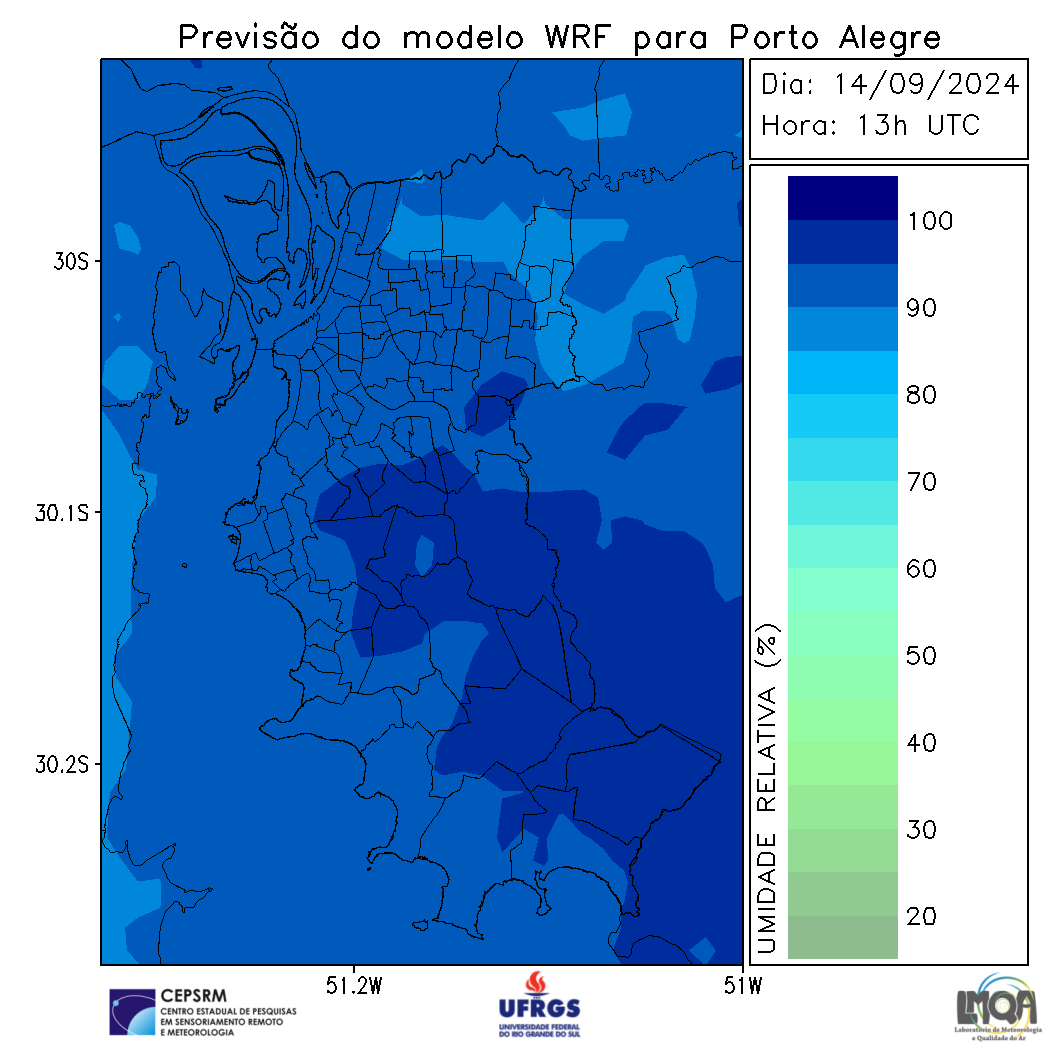 Previsão do modelo WRF para Porto Alegre
Dia: 14/09/2024
Hora: 13h UTC
30S
30.1S
30.2S
51.2W
51W
100
90
80
70
60
50
40
30
20
UMIDADE RELATIVA (%)
CEPSRM
CENTRO ESTADUAL DE PESQUISAS
EM SENSORIAMENTO REMOTO
E METEOROLOGIA
UFRGS
UNIVERSIDADE FEDERAL
DO RIO GRANDE DO SUL
LMQA
Laboratório de Meteorologia
e Qualidade do Ar